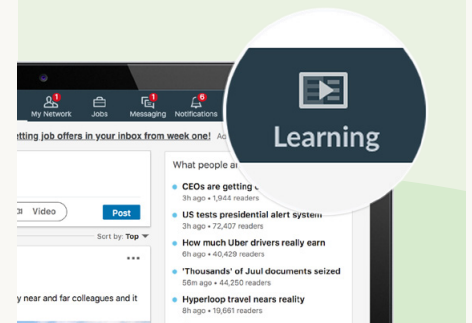 1
1
6
My Network
Jobs
Messaging
Notifications
Learning
tting job offers in your inbox from week one!
What people a
CEOs are getting
3h ago • 1,944 readers
Video
Post
US tests presidential alert system
3h ago • 72,407 readers
Sort by: Top
How much Uber drivers really earn
6h ago • 40,429 readers
'Thousands' of Juul documents seized
56m ago • 44,250 readers
y near and far colleagues and it
Hyperloop travel nears reality
8h ago • 19,661 readers